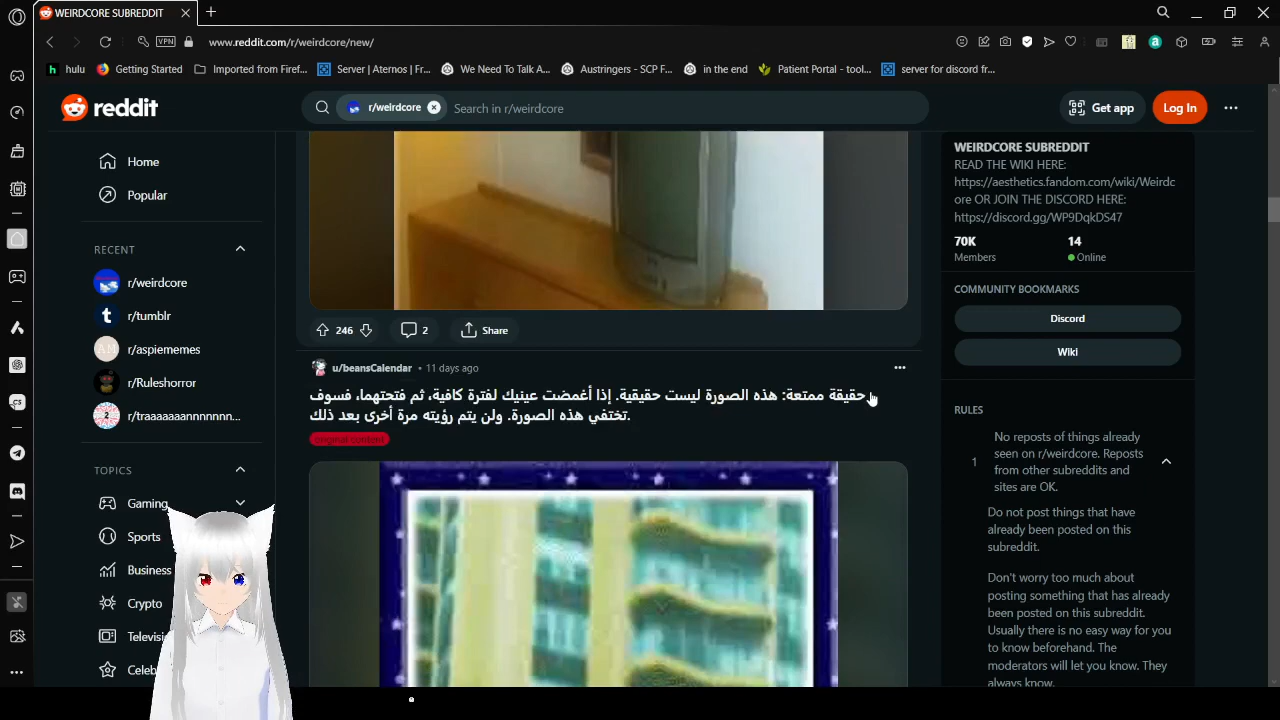 WEIRDCORE SUBREDDIT
VPN
www.reddit.com/r/weirdcore/new/
hulu
Getting Started
Imported from Firef...
Server | Aternos | Fr...
We Need To Talk A...
Austringers - SCP F...
in the end
Patient Portal - tool...
server for discord fr...
reddit
r/weirdcore
Search in r/weirdcore
Get app
Log In
Home
Popular
RECENT
r/weirdcore
r/tumblr
r/aspiememes
r/Ruleshorror
r/traaaaaaannnnnnn...
TOPICS
Gaming
Sports
Business
Crypto
Televisi
Celeb
246
2
Share
u/beansCalendar • 11 days ago
حقيقة ممتعة: هذه الصورة ليست حقيقية. إذا أغمضت عينيك لفترة كافية، ثم فتحتهما، فسوف
تختفي هذه الصورة. ولن يتم رؤيته مرة أخرى بعد ذلك.
original content
WEIRDCORE SUBREDDIT
READ THE WIKI HERE:
https://aesthetics.fandom.com/wiki/Weirdc
ore OR JOIN THE DISCORD HERE:
https://discord.gg/WP9DqkDS47
70K
Members
14
Online
COMMUNITY BOOKMARKS
Discord
Wiki
RULES
1
No reposts of things already
seen on r/weirdcore. Reposts
from other subreddits and
sites are OK.
Do not post things that have
already been posted on this
subreddit.
Don't worry too much about
posting something that has already
been posted on this subreddit.
Usually there is no easy way for you
to know beforehand. The
moderators will let you know. They
always know.